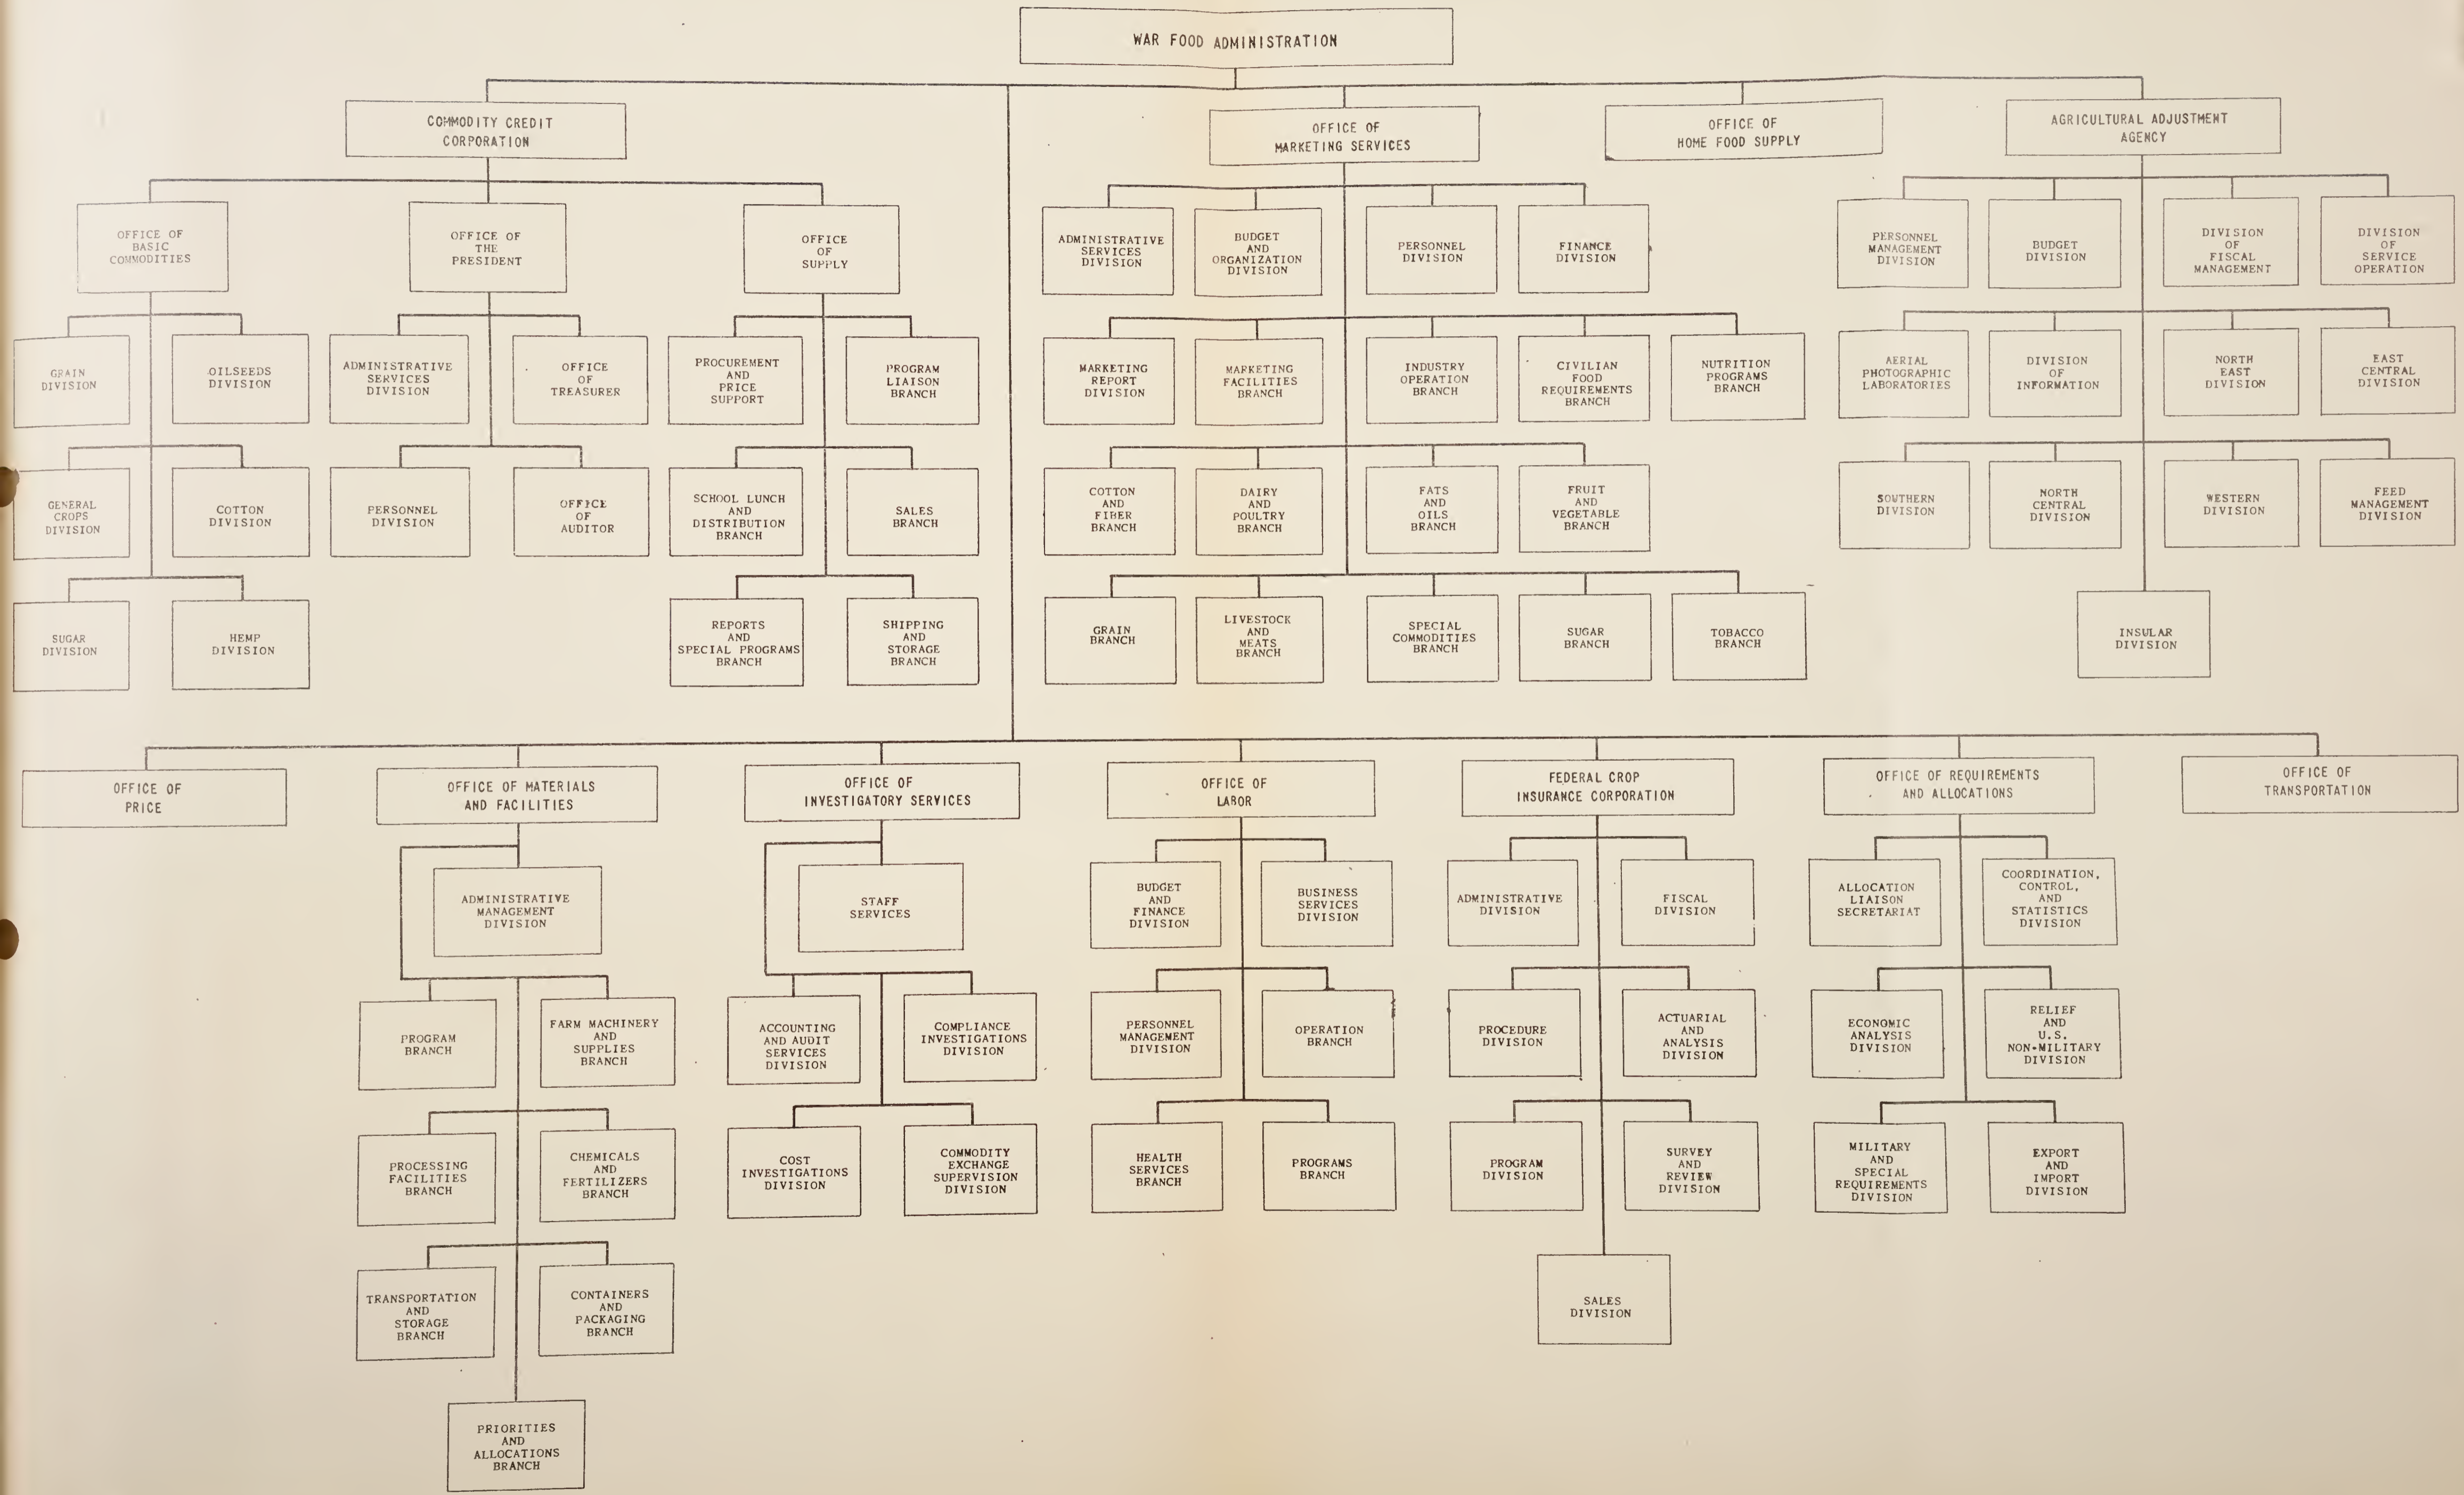 WAR FOOD ADMINISTRATION
COMMODITY CREDIT
CORPORATION
OFFICE OF
MARKETING SERVICES
OFFICE OF
HOME FOOD SUPPLY
AGRICULTURAL ADJUSTMENT
AGENCY
OFFICE OF
BASIC
COMMODITIES
OFFICE OF
THE
PRESIDENT
OFFICE
OF
SUPPLY
ADMINISTRATIVE
SERVICES
DIVISION
BUDGET
AND
ORGANIZATION
DIVISION
PERSONNEL
DIVISION
FINANCE
DIVISION
PERSONNEL
MANAGEMENT
DIVISION
BUDGET
DIVISION
DIVISION
OF
FISCAL
MANAGEMENT
DIVISION
OF
SERVICE
OPERATION
GRAIN
DIVISION
OILSEEDS
DIVISION
ADMINISTRATIVE
SERVICES
DIVISION
OFFICE
OF
TREASURER
PROCUREMENT
AND
PRICE
SUPPORT
PROGRAM
LIAISON
BRANCH
MARKETING
REPORT
DIVISION
MARKETING
FACILITIES
BRANCH
INDUSTRY
OPERATION
BRANCH
CIVILIAN
FOOD
REQUIREMENTS
BRANCH
NUTRITION
PROGRAMS
BRANCH
AERIAL
PHOTOGRAPHIC
LABORATORIES
DIVISION
OF
INFORMATION
NORTH
EAST
DIVISION
EAST
CENTRAL
DIVISION
GENERAL
CROPS
DIVISION
COTTON
DIVISION
PERSONNEL
DIVISION
OFFICE
OF
AUDITOR
SCHOOL LUNCH
AND
DISTRIBUTION
BRANCH
SALES
BRANCH
COTTON
AND
FIBER
BRANCH
DAIRY
AND
POULTRY
BRANCH
FATS
AND
OILS
BRANCH
FRUIT
AND
VEGETABLE
BRANCH
SOUTHERN
DIVISION
NORTH
CENTRAL
DIVISION
WESTERN
DIVISION
FEED
MANAGEMENT
DIVISION
SUGAR
DIVISION
HEMP
DIVISION
REPORTS
AND
SPECIAL PROGRAMS
BRANCH
SHIPPING
AND
STORAGE
BRANCH
GRAIN
BRANCH
LIVESTOCK
AND
MEATS
BRANCH
SPECIAL
COMMODITIES
BRANCH
SUGAR
BRANCH
TOBACCO
BRANCH
INSULAR
DIVISION
OFFICE OF
PRICE
OFFICE OF MATERIALS
AND FACILITIES
OFFICE OF
INVESTIGATORY SERVICES
OFFICE OF
LABOR
FEDERAL CROP
INSURANCE CORPORATION
OFFICE OF REQUIREMENTS
AND ALLOCATIONS
OFFICE OF
TRANSPORTATION
ADMINISTRATIVE
MANAGEMENT
DIVISION
STAFF
SERVICES
BUDGET
AND
FINANCE
DIVISION
BUSINESS
SERVICES
DIVISION
ADMINISTRATIVE
DIVISION
FISCAL
DIVISION
ALLOCATION
LIAISON
SECRETARIAT
COORDINATION,
CONTROL,
AND
STATISTICS
DIVISION
PROGRAM
BRANCH
FARM MACHINERY
AND
SUPPLIES
BRANCH
ACCOUNTING
AND AUDIT
SERVICES
DIVISION
COMPLIANCE
INVESTIGATIONS
DIVISION
PERSONNEL
MANAGEMENT
DIVISION
OPERATION
BRANCH
PROCEDURE
DIVISION
ACTUARIAL
AND
ANALYSIS
DIVISION
ECONOMIC
ANALYSIS
DIVISION
RELIEF
AND
U.S.
NON-MILITARY
DIVISION
PROCESSING
FACILITIES
BRANCH
CHEMICALS
AND
FERTILIZERS
BRANCH
COST
INVESTIGATIONS
DIVISION
COMMODITY
EXCHANGE
SUPERVISION
DIVISION
HEALTH
SERVICES
BRANCH
PROGRAMS
BRANCH
PROGRAM
DIVISION
SURVEY
AND
REVIEW
DIVISION
MILITARY
AND
SPECIAL
REQUIREMENTS
DIVISION
EXPORT
AND
IMPORT
DIVISION
TRANSPORTATION
AND
STORAGE
BRANCH
CONTAINERS
AND
PACKAGING
BRANCH
SALES
DIVISION
PRIORITIES
AND
ALLOCATIONS
BRANCH